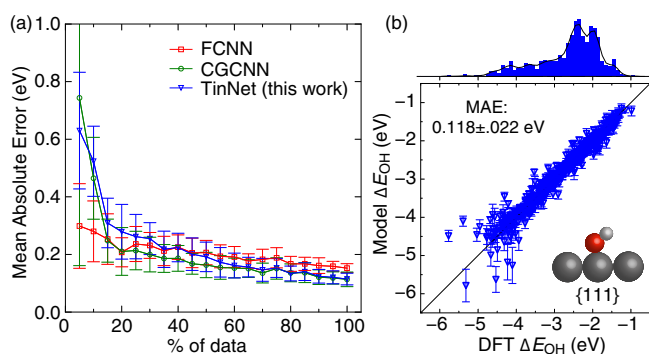 (a)
1.0
0.8
0.6
0.4
0.2
0.0
Mean Absolute Error (eV)
FCNN
CGCNN
TinNet (this work)
0 20 40 60 80 100
% of data
(b)
MAE:
0.118±.022 eV
−1
−2
−3
−4
−5
−6
Model ΔE_OH (eV)
{111}
−6 −5 −4 −3 −2 −1
DFT ΔE_OH (eV)